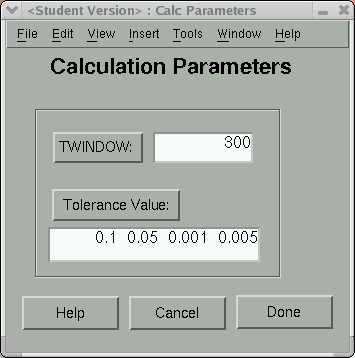 <Student Version> : Calc Parameters
File Edit View Insert Tools Window Help
Calculation Parameters
TWINDOW: 300
Tolerance Value:
0.1 0.05 0.001 0.005
Help Cancel Done